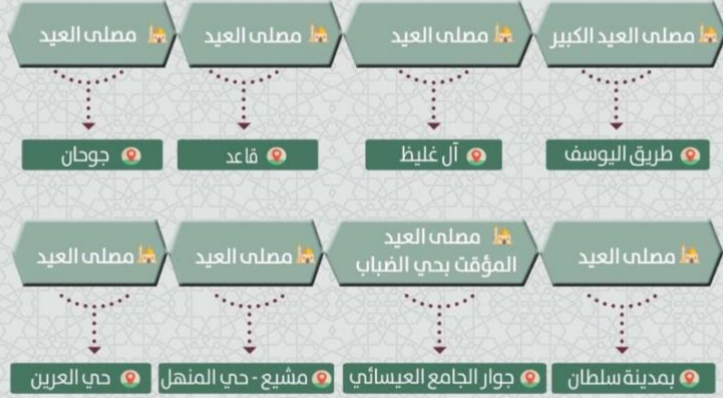 مصلى العيد الكبير
مصلى العيد
مصلى العيد
مصلى العيد
طريق اليوسف
آل غليظ
قاعد
جوحان
مصلى العيد
مصلى العيد
المؤقت بحي الضباب
مصلى العيد
مصلى العيد
بمدينة سلطان
جوار الجامع العيسائي
مشيع - حي المنهل
حي العرين